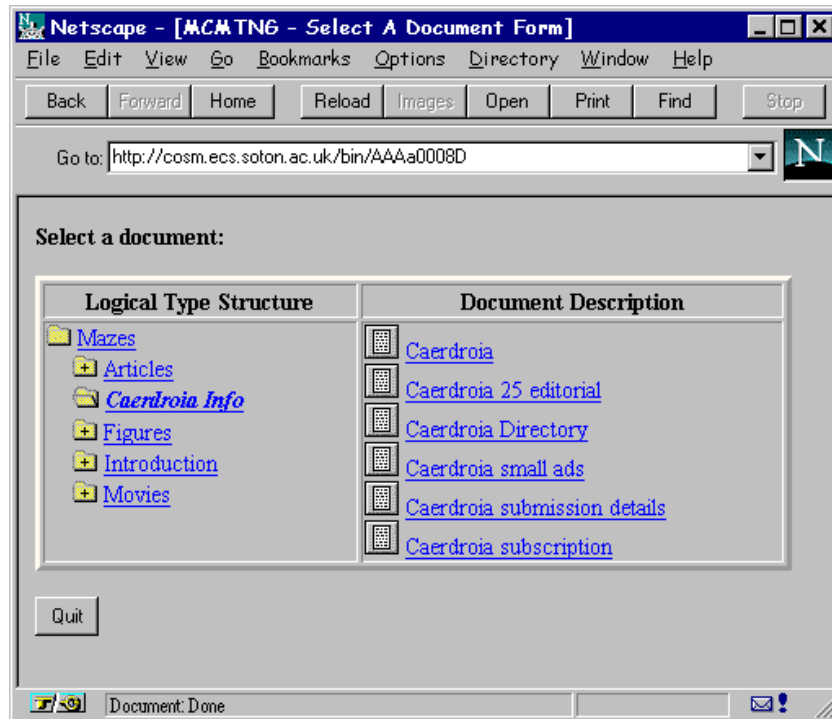 Netscape - [MCMTNG - Select A Document Form]
File Edit View Go Bookmarks Options Directory Window Help
Back Forward Home Reload Images Open Print Find Stop
Go to: http://cosm.ecs.soton.ac.uk/bin/AAAa0008D
N
Select a document:
Logical Type Structure Document Description
Mazes
Articles
Caerdroia Info
Figures
Introduction
Movies
Caerdroia
Caerdroia 25 editorial
Caerdroia Directory
Caerdroia small ads
Caerdroia submission details
Caerdroia subscription
Quit
Document: Done